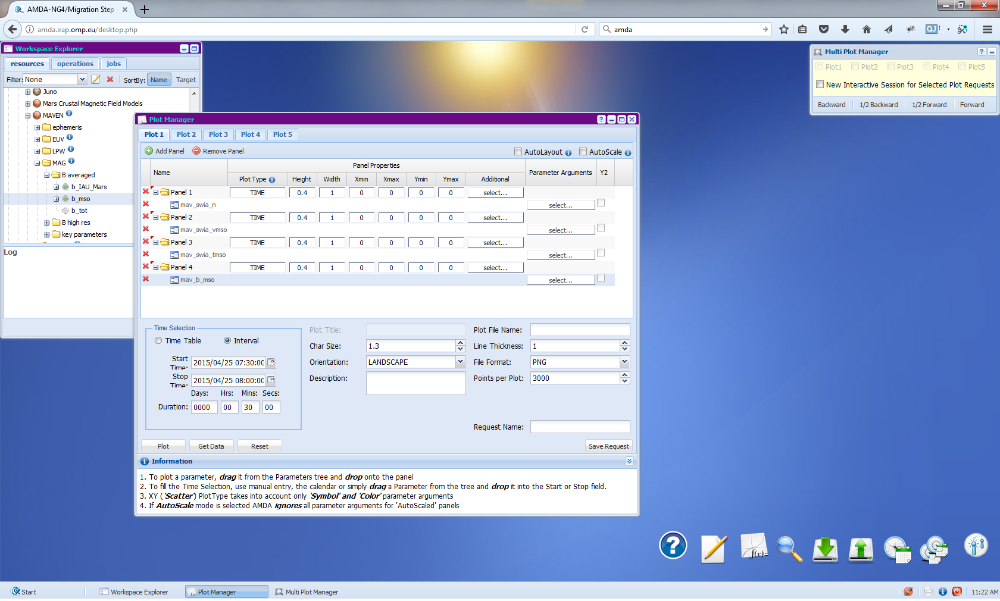 AMDA-NG4/Migration Step
amda.irap.omp.eu/desktop.php
amda
QJ !
Workspace Explorer
resources operations jobs
Filter: None SortBy: Name Target
Juno
Mars Crustal Magnetic Field Models
MAVEN
ephemeris
EUV
LPW
MAG
B averaged
b_IAU_Mars
b_mso
b_tot
B high res
key parameters
Log
Multi Plot Manager
Plot1 Plot2 Plot3 Plot4 Plot5
New Interactive Session for Selected Plot Requests
Backward 1/2 Backward 1/2 Forward Forward
Plot Manager
Plot 1 Plot 2 Plot 3 Plot 4 Plot 5
Add Panel Remove Panel AutoLayout AutoScale
Name Panel Properties Parameter Arguments Y2
Plot Type Height Width Xmin Xmax Ymin Ymax Additional
Panel 1 TIME 0.4 1 0 0 0 0 select...
mav_swia_n select...
Panel 2 TIME 0.4 1 0 0 0 0 select...
mav_swia_vmso select...
Panel 3 TIME 0.4 1 0 0 0 0 select...
mav_swia_tmso select...
Panel 4 TIME 0.4 1 0 0 0 0 select...
mav_b_mso select...
Time Selection
Time Table Interval
Start Time: 2015/04/25 07:30:00
Stop Time: 2015/04/25 08:00:00
Days: Hrs: Mins: Secs:
Duration: 0000 00 30 00
Plot Title:
Char Size: 1.3
Orientation: LANDSCAPE
Description:
Plot File Name:
Line Thickness: 1
File Format: PNG
Points per Plot: 3000
Request Name:
Plot Get Data Reset Save Request
Information
1. To plot a parameter, drag it from the Parameters tree and drop onto the panel
2. To fill the Time Selection, use manual entry, the calendar or simply drag a Parameter from the tree and drop it into the Start or Stop field.
3. XY ('Scatter') PlotType takes into account only 'Symbol' and 'Color' parameter arguments
4. If AutoScale mode is selected AMDA ignores all parameter arguments for 'AutoScaled' panels
f(x)=
Start Workspace Explorer Plot Manager Multi Plot Manager 11:22 AM